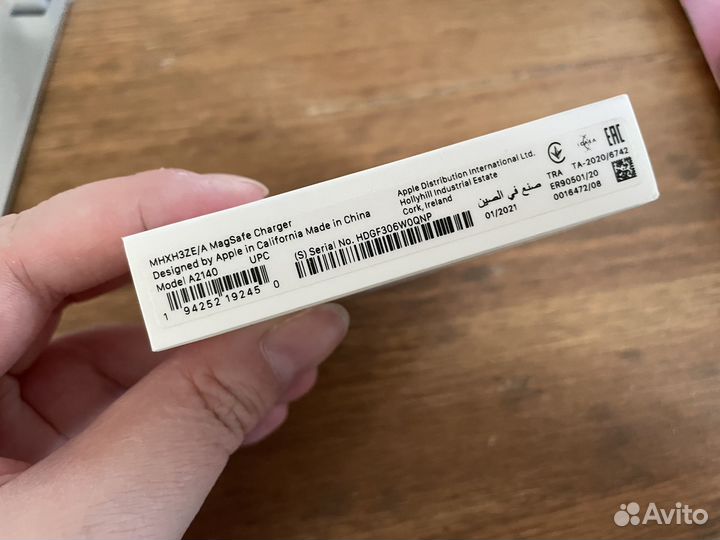 MHXH3ZE/A MagSafe Charger
Designed by Apple in California Made in China
Model A2140
UPC
1 94252 19245 0
(S) Serial No. HDGF306W0QNP
Apple Distribution International Ltd.
Hollyhill Industrial Estate
Cork, Ireland
صنع في الصين
01/2021
EAC
TRA
TA-2020/6742
ER90501/20
0016472/08
Avito